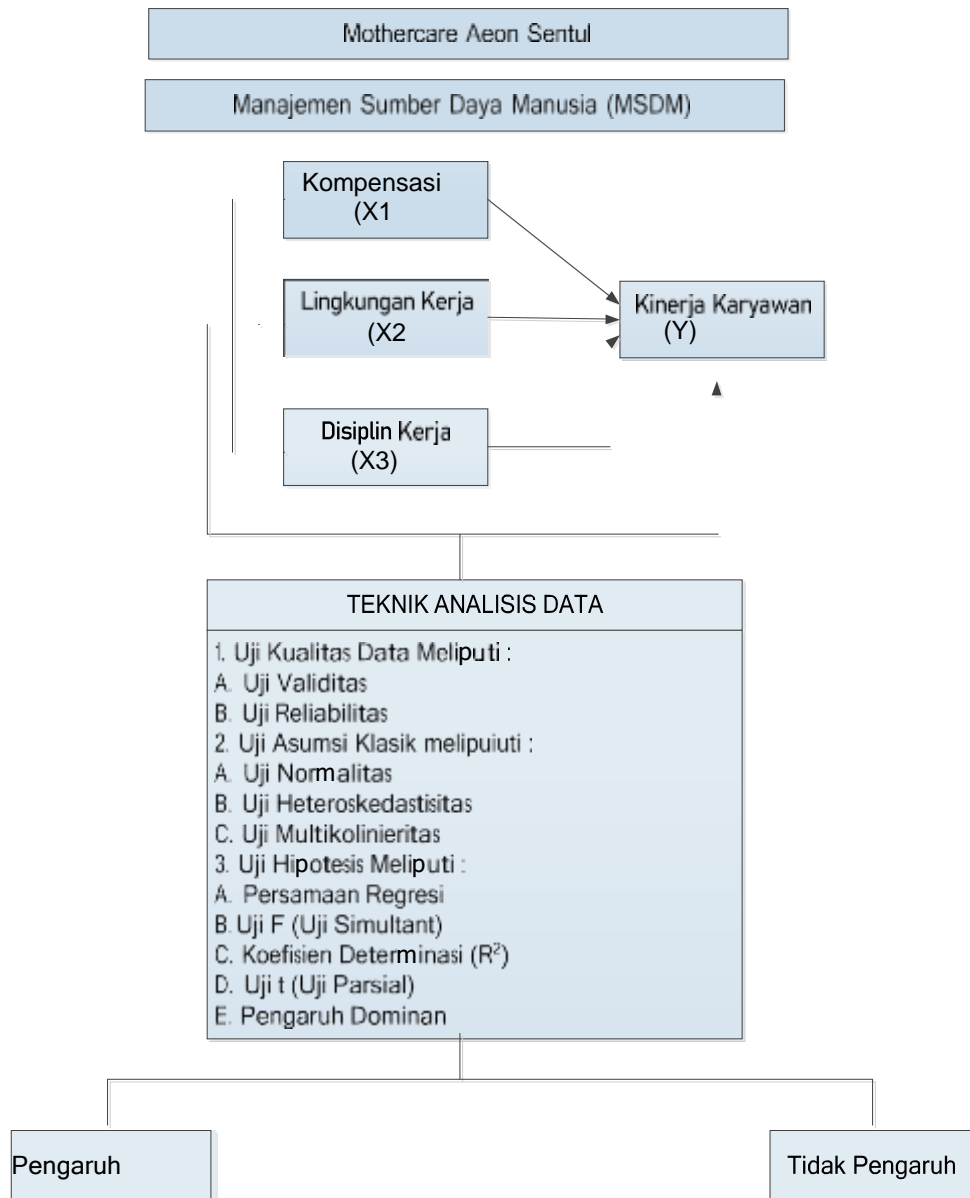 Mothercare Aeon Sentul
Manajemen Sumber Daya Manusia (MSDM)
Kompensasi
(X1
Lingkungan Kerja
(X2
Kinerja Karyawan
(Y)
Disiplin Kerja
(X3)
TEKNIK ANALISIS DATA
1. Uji Kualitas Data Meliputi :
A. Uji Validitas
B. Uji Reliabilitas
2. Uji Asumsi Klasik melipuiuti :
A. Uji Normalitas
B. Uji Heteroskedastisitas
C. Uji Multikolinieritas
3. Uji Hipotesis Meliputi :
A. Persamaan Regresi
B. Uji F (Uji Simultant)
C. Koefisien Determinasi (R²)
D. Uji t (Uji Parsial)
E. Pengaruh Dominan
Pengaruh
Tidak Pengaruh